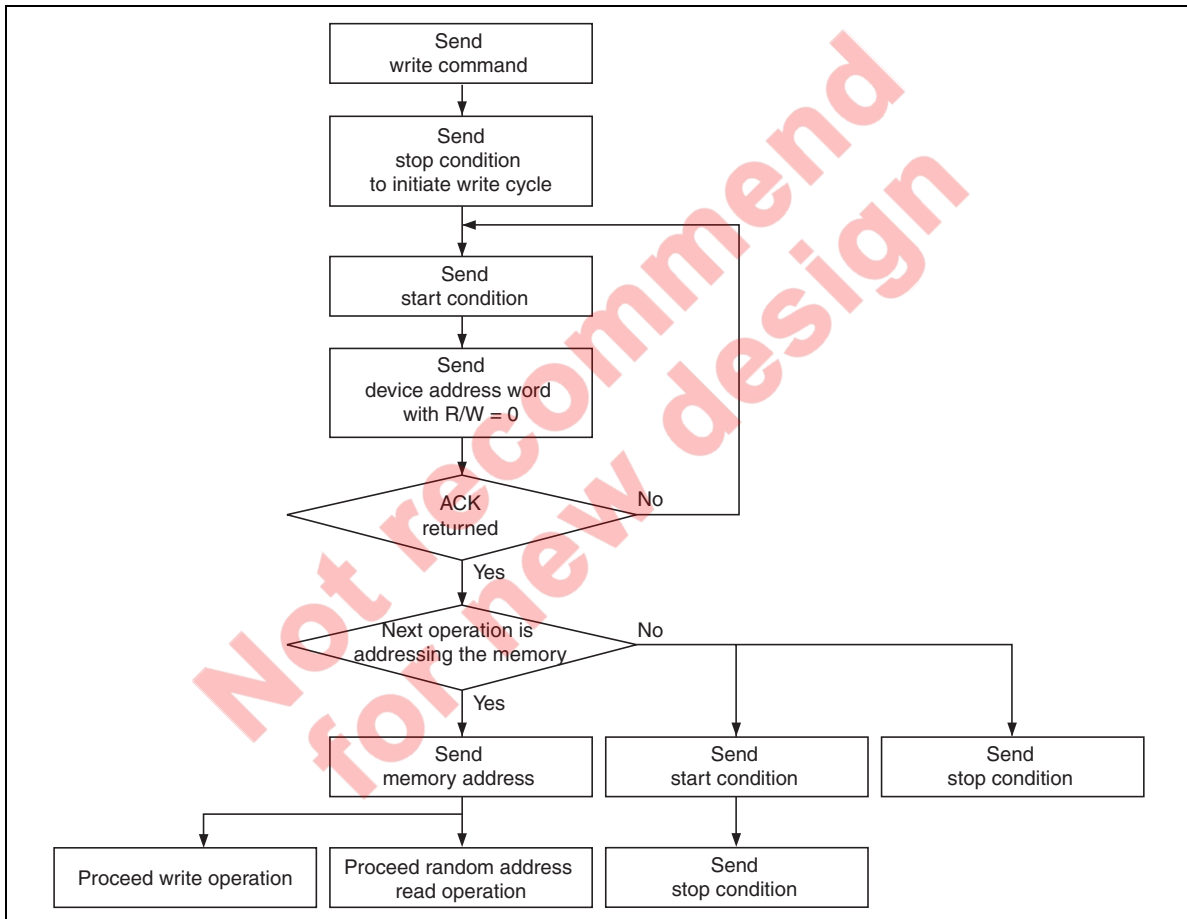 Send
write command
Send
stop condition
to initiate write cycle
Send
start condition
Send
device address word
with R/W = 0
ACK
returned
No
Yes
Next operation is
addressing the memory
No
Yes
Send
memory address
Send
start condition
Send
stop condition
Proceed write operation
Proceed random address
read operation
Send
stop condition
Not recommend
for new design